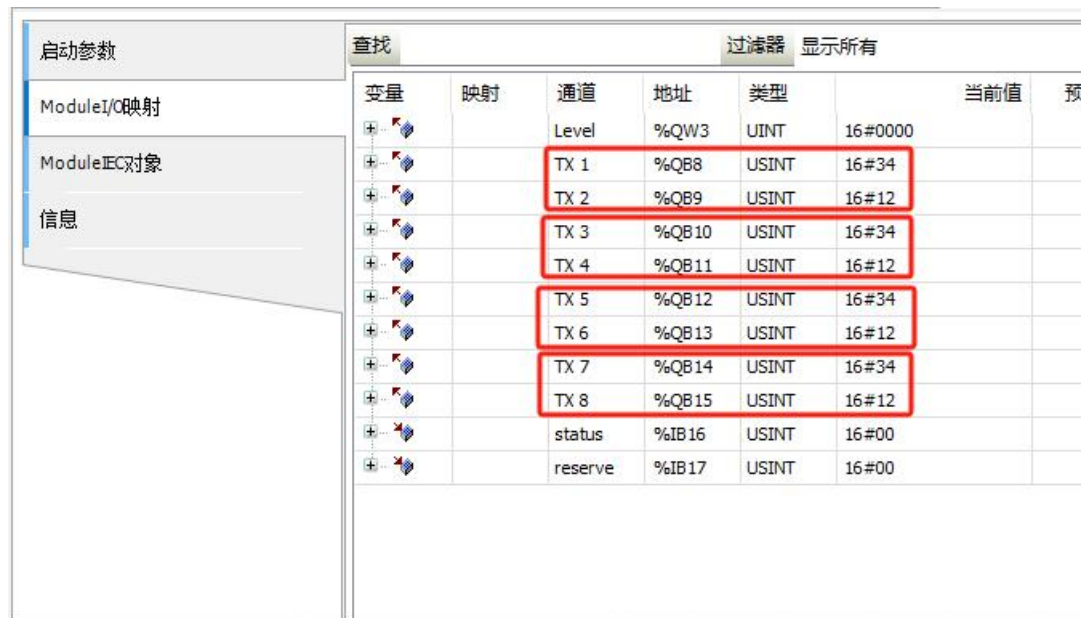 启动参数
ModuleI/O映射
ModuleIEC对象
信息
查找 过滤器 显示所有
变量 映射 通道 地址 类型 当前值 预
Level %QW3 UINT 16#0000
TX 1 %QB8 USINT 16#34
TX 2 %QB9 USINT 16#12
TX 3 %QB10 USINT 16#34
TX 4 %QB11 USINT 16#12
TX 5 %QB12 USINT 16#34
TX 6 %QB13 USINT 16#12
TX 7 %QB14 USINT 16#34
TX 8 %QB15 USINT 16#12
status %IB16 USINT 16#00
reserve %IB17 USINT 16#00